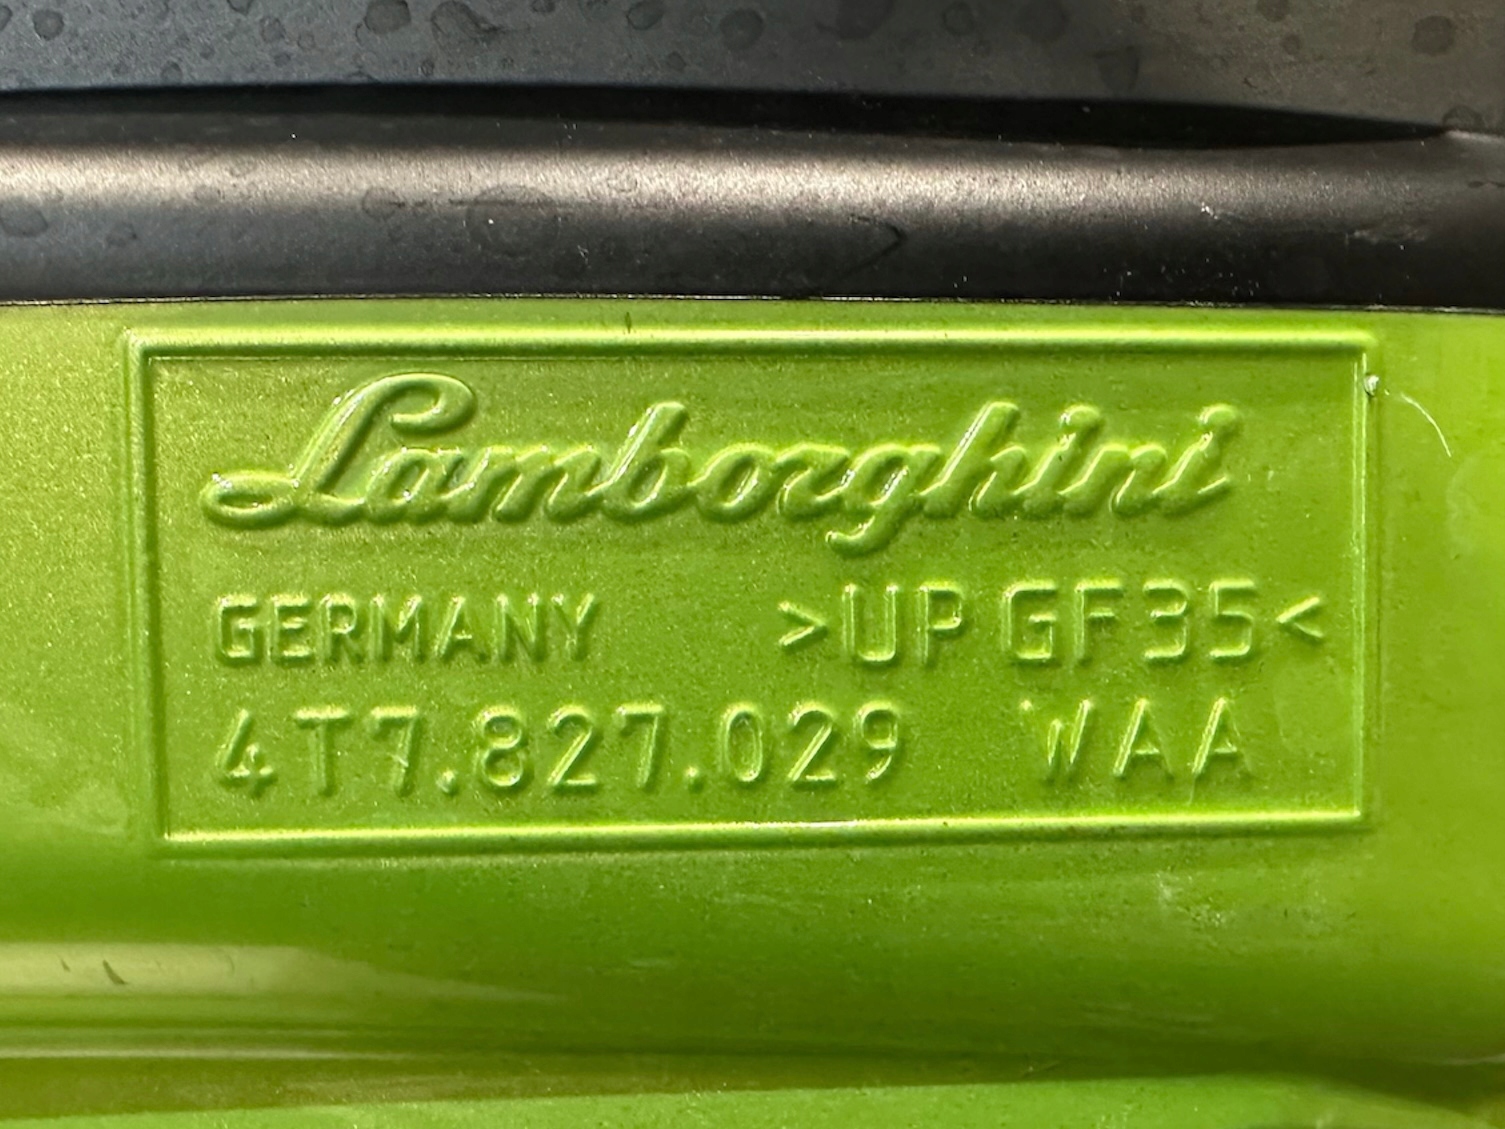 Lamborghini
GERMANY >UP GF35<
4T7.827.029 WAA